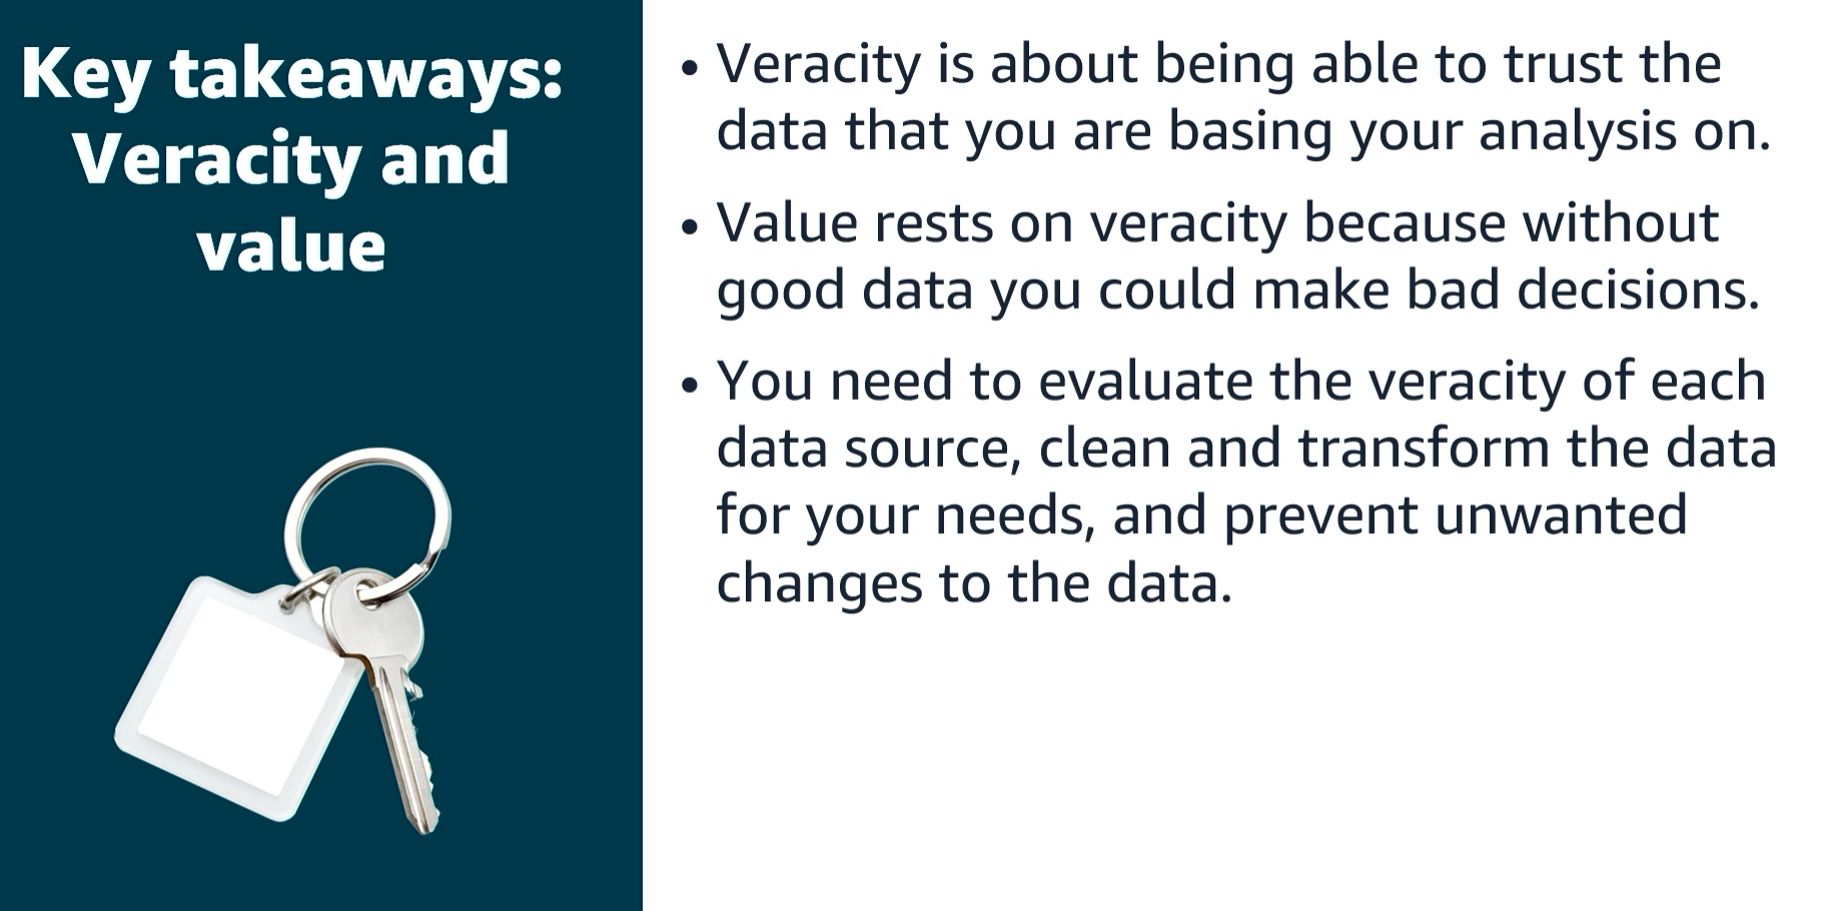 Key takeaways:
Veracity and
value
• Veracity is about being able to trust the
data that you are basing your analysis on.
• Value rests on veracity because without
good data you could make bad decisions.
• You need to evaluate the veracity of each
data source, clean and transform the data
for your needs, and prevent unwanted
changes to the data.